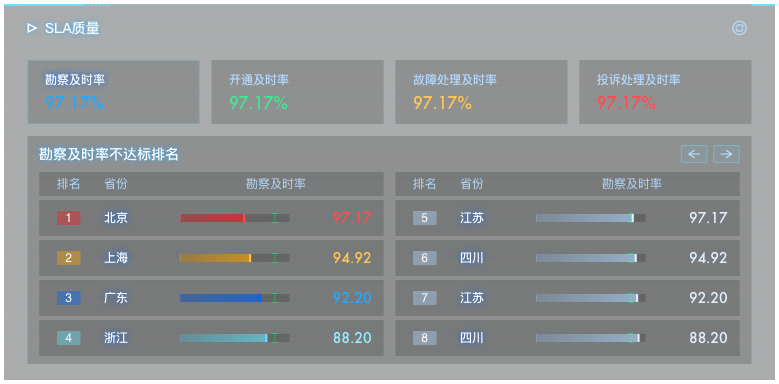 SLA质量
勘察及时率 开通及时率 故障处理及时率 投诉处理及时率
97.17% 97.17% 97.17% 97.17%
勘察及时率不达标排名
排名 省份 勘察及时率 排名 省份 勘察及时率
1 北京 97.17 5 江苏 97.17
2 上海 94.92 6 四川 94.92
3 广东 92.20 7 江苏 92.20
4 浙江 88.20 8 四川 88.20